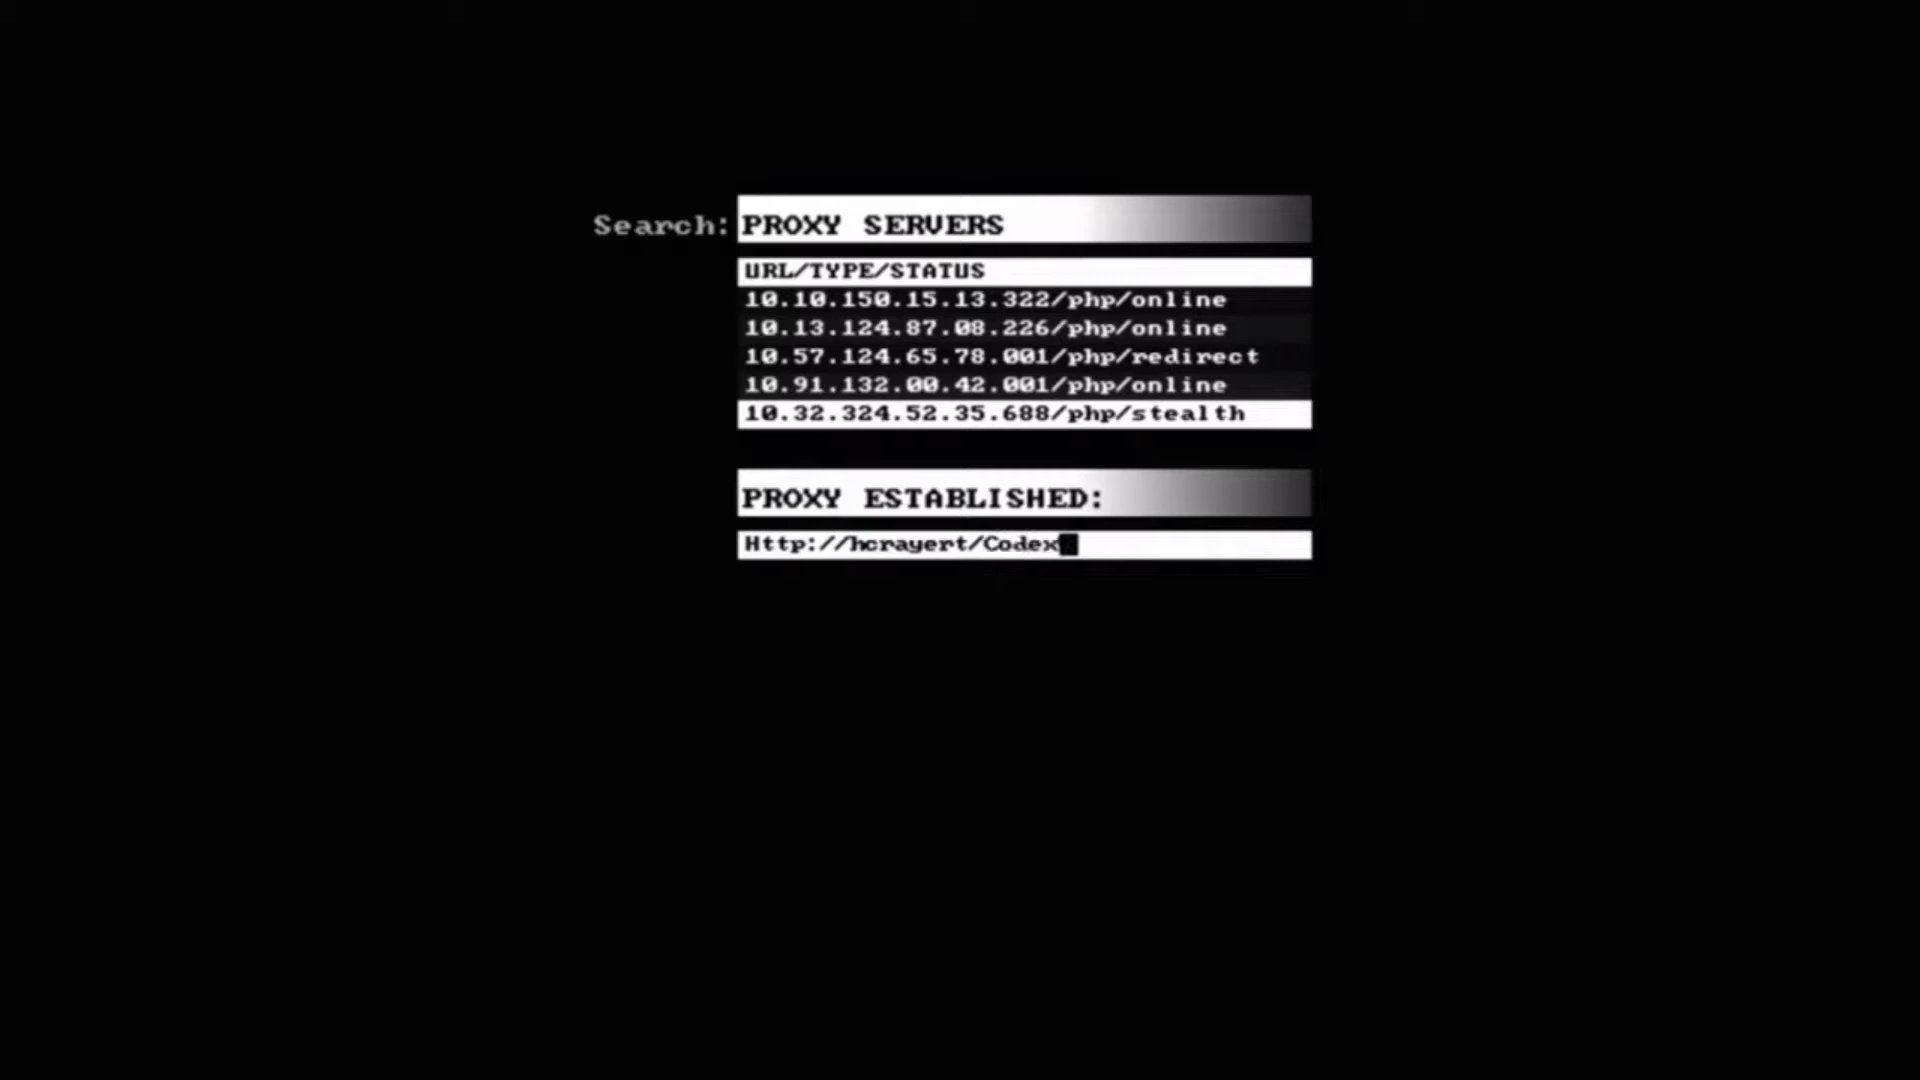 Search: PROXY SERVERS
URL/TYPE/STATUS
10.10.150.15.13.322/php/online
10.13.124.87.08.226/php/online
10.57.124.65.78.001/php/redirect
10.91.132.00.42.001/php/online
10.32.324.52.35.688/php/stealth
PROXY ESTABLISHED:
Http://hcrayert/Codex